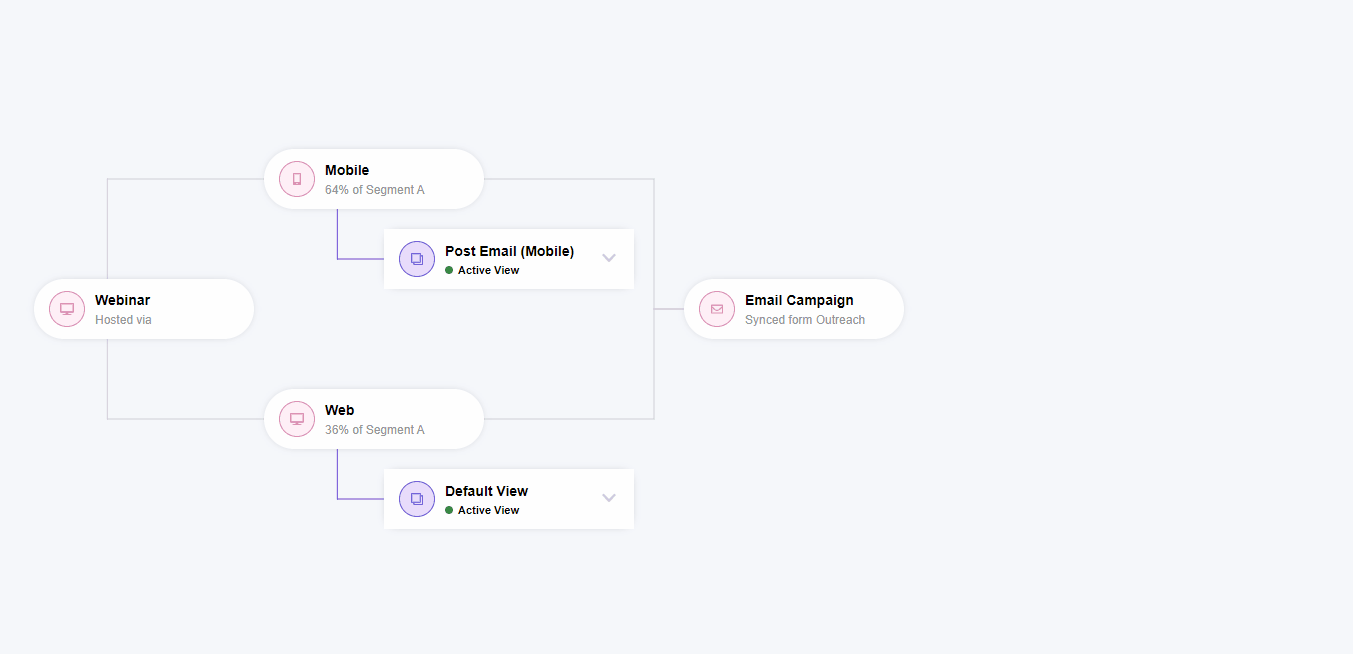 Mobile
64% of Segment A
Post Email (Mobile)
Active View
Webinar
Hosted via
Email Campaign
Synced form Outreach
Web
36% of Segment A
Default View
Active View